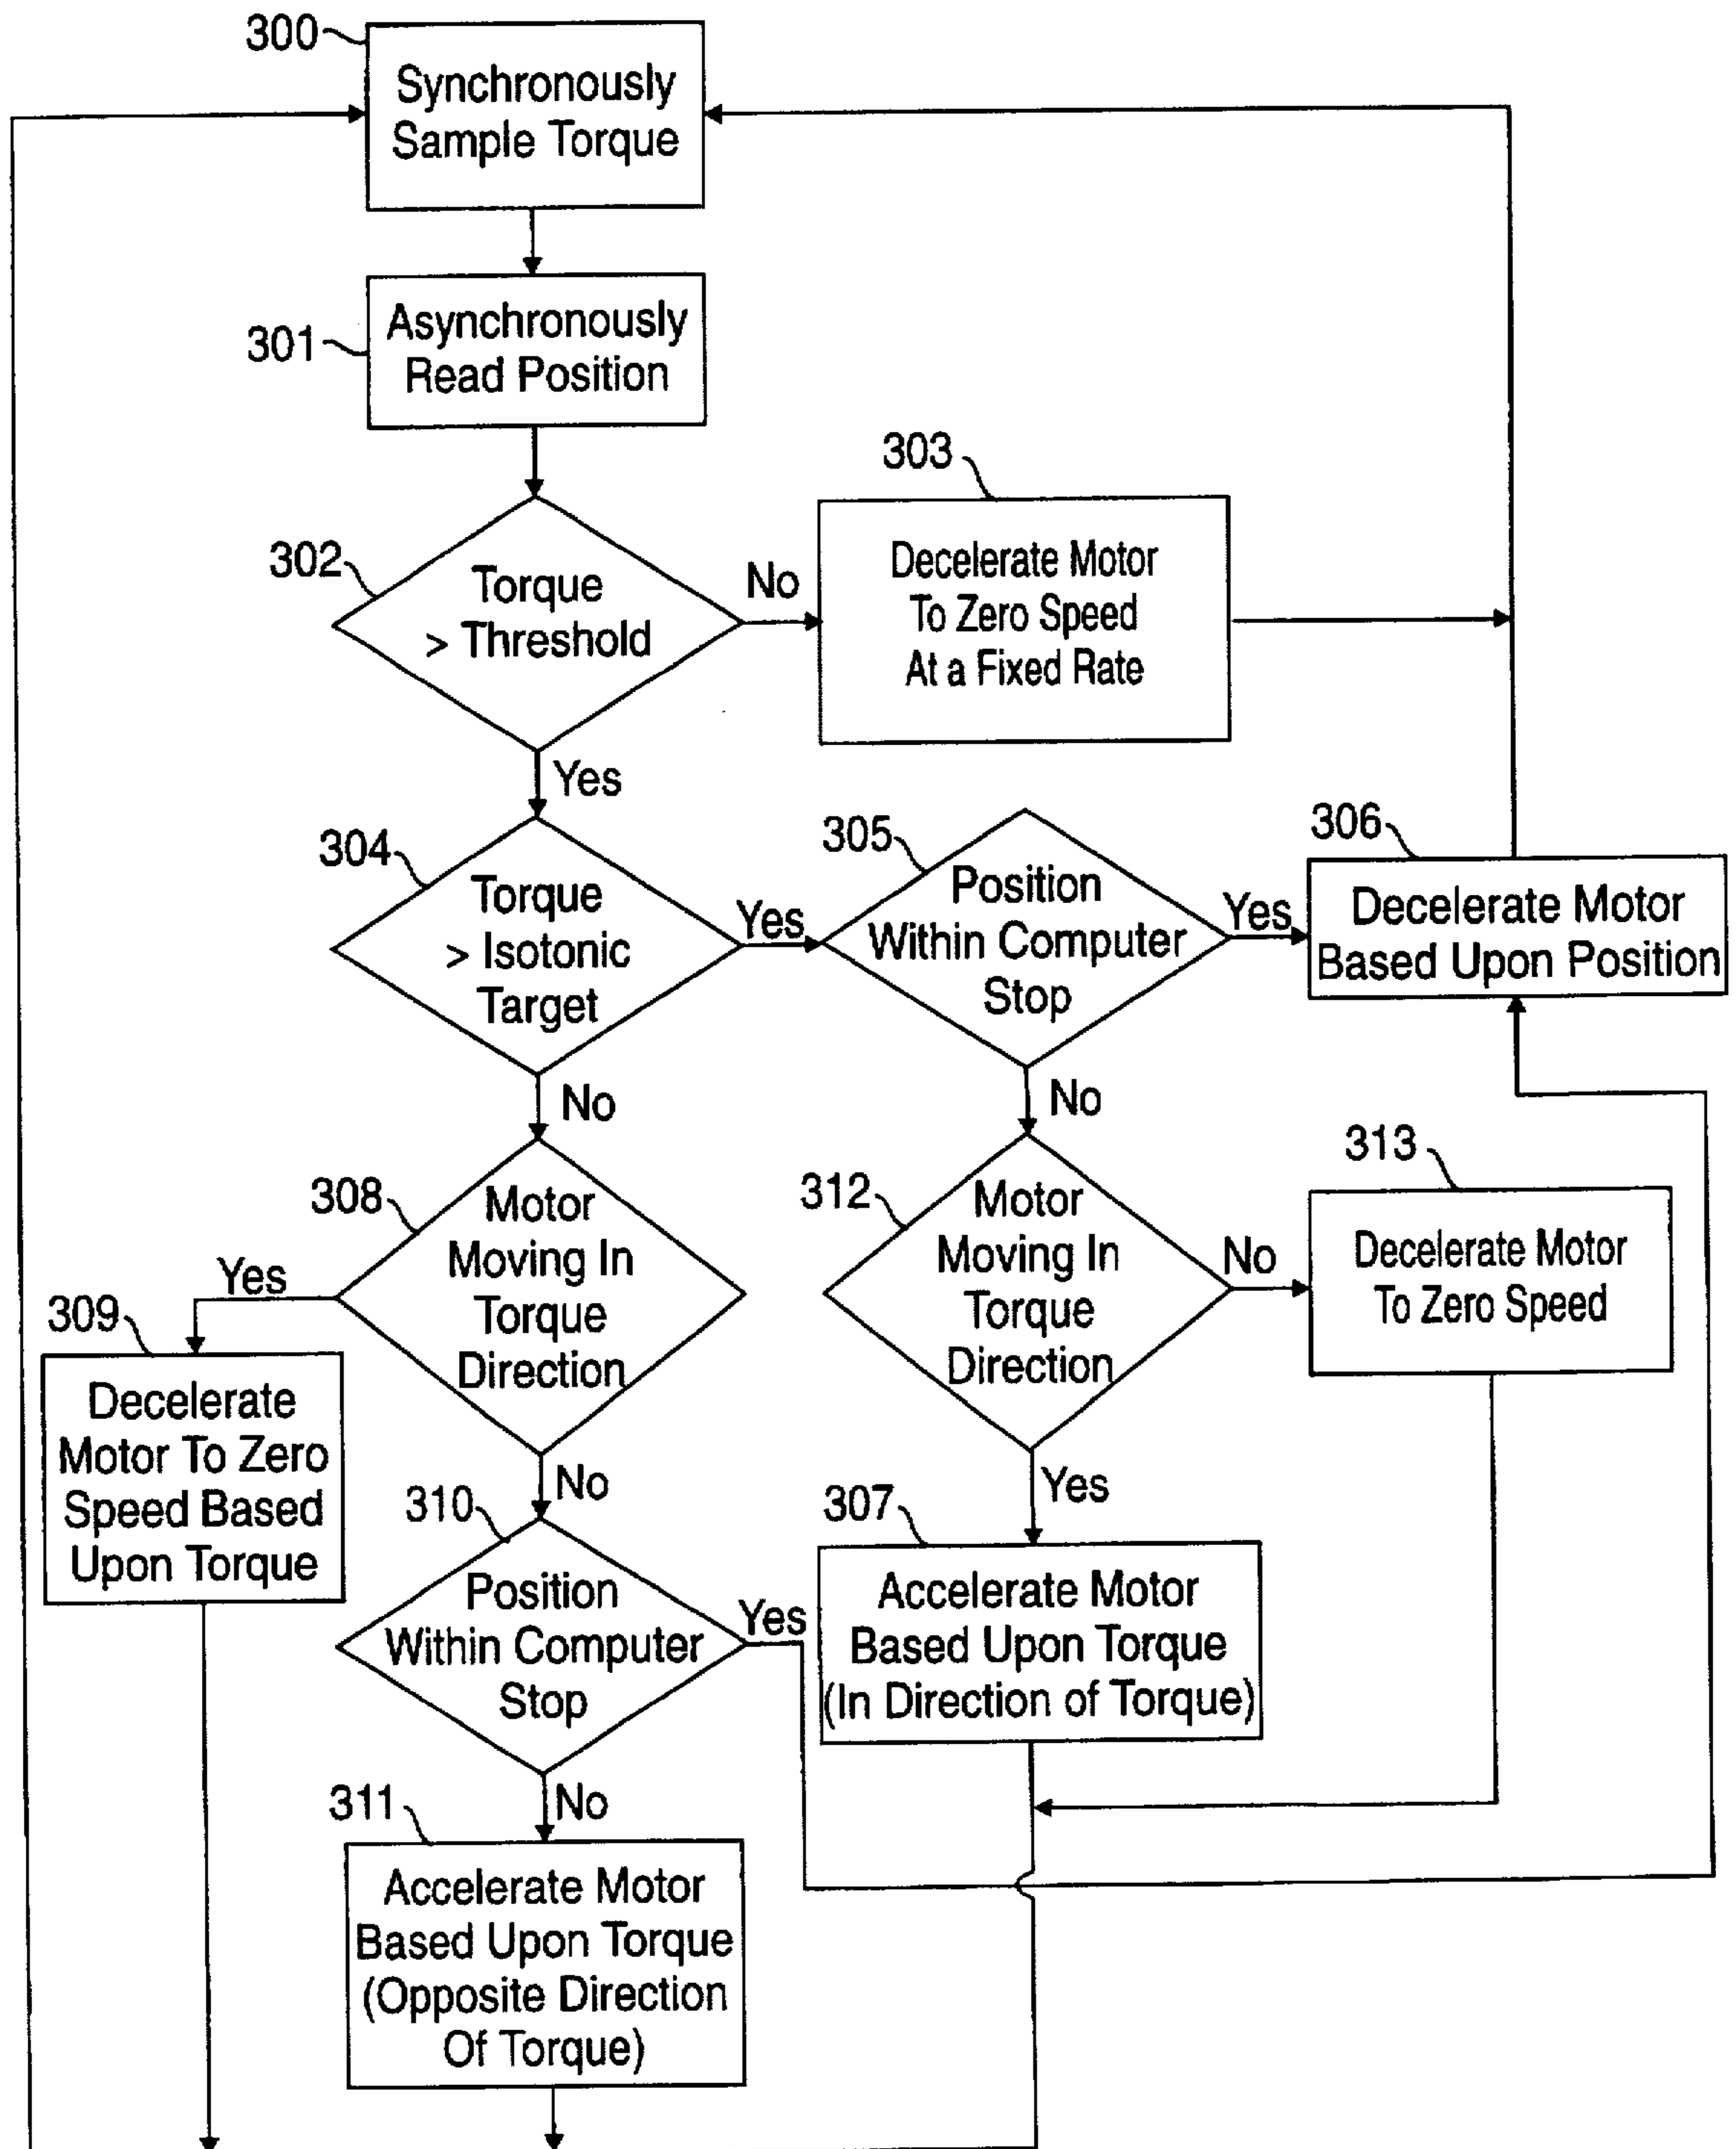 300
Synchronously
Sample Torque
301
Asynchronously
Read Position
302
Torque
> Threshold
No
303
Decelerate Motor
To Zero Speed
At a Fixed Rate
Yes
304
Torque
> Isotonic
Target
Yes
305
Position
Within Computer
Stop
Yes
306
Decelerate Motor
Based Upon Position
No
No
308
Motor
Moving In
Torque
Direction
Yes
309
Decelerate
Motor To Zero
Speed Based
Upon Torque
312
Motor
Moving In
Torque
Direction
No
313
Decelerate Motor
To Zero Speed
No
Yes
310
Position
Within Computer
Stop
Yes
307
Accelerate Motor
Based Upon Torque
(In Direction of Torque)
No
311
Accelerate Motor
Based Upon Torque
(Opposite Direction
Of Torque)